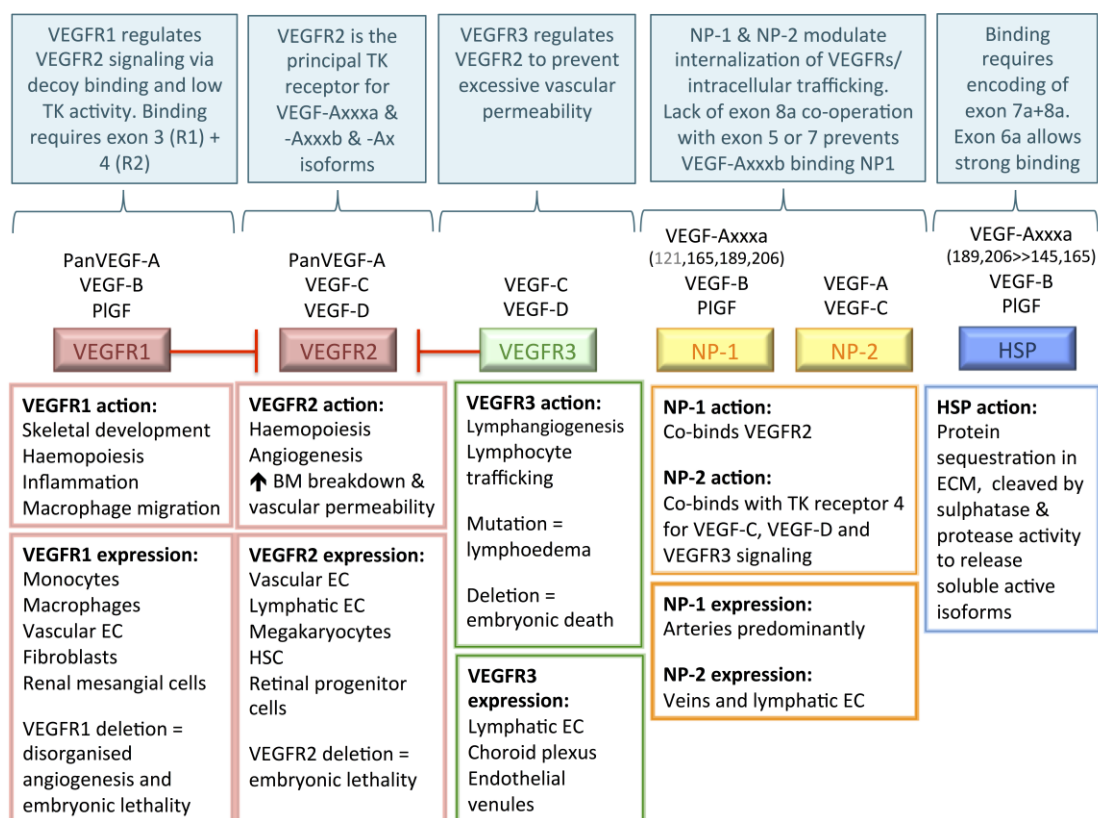 VEGFR1 regulates
VEGFR2 signaling via
decoy binding and low
TK activity. Binding
requires exon 3 (R1) +
4 (R2)
VEGFR2 is the
principal TK
receptor for
VEGF-Axxxa &
-Axxxb & -Ax
isoforms
VEGFR3 regulates
VEGFR2 to prevent
excessive vascular
permeability
NP-1 & NP-2 modulate
internalization of VEGFRs/
intracellular trafficking.
Lack of exon 8a co-operation
with exon 5 or 7 prevents
VEGF-Axxxb binding NP1
Binding
requires
encoding of
exon 7a+8a.
Exon 6a allows
strong binding
PanVEGF-A
VEGF-B
PlGF
VEGFR1
PanVEGF-A
VEGF-C
VEGF-D
VEGFR2
VEGF-C
VEGF-D
VEGFR3
VEGF-Axxxa
(121,165,189,206)
VEGF-B
PlGF
NP-1
VEGF-A
VEGF-C
NP-2
VEGF-Axxxa
(189,206>>145,165)
VEGF-B
PlGF
HSP
VEGFR1 action:
Skeletal development
Haemopoiesis
Inflammation
Macrophage migration
VEGFR1 expression:
Monocytes
Macrophages
Vascular EC
Fibroblasts
Renal mesangial cells
VEGFR1 deletion =
disorganised
angiogenesis and
embryonic lethality
VEGFR2 action:
Haemopoiesis
Angiogenesis
↑ BM breakdown &
vascular permeability
VEGFR2 expression:
Vascular EC
Lymphatic EC
Megakaryocytes
HSC
Retinal progenitor
cells
VEGFR2 deletion =
embryonic lethality
VEGFR3 action:
Lymphangiogenesis
Lymphocyte
trafficking
Mutation =
lymphoedema
Deletion =
embryonic death
VEGFR3
expression:
Lymphatic EC
Choroid plexus
Endothelial
venules
NP-1 action:
Co-binds VEGFR2
NP-2 action:
Co-binds with TK receptor 4
for VEGF-C, VEGF-D and
VEGFR3 signaling
NP-1 expression:
Arteries predominantly
NP-2 expression:
Veins and lymphatic EC
HSP action:
Protein
sequestration in
ECM, cleaved by
sulphatase &
protease activity
to release
soluble active
isoforms